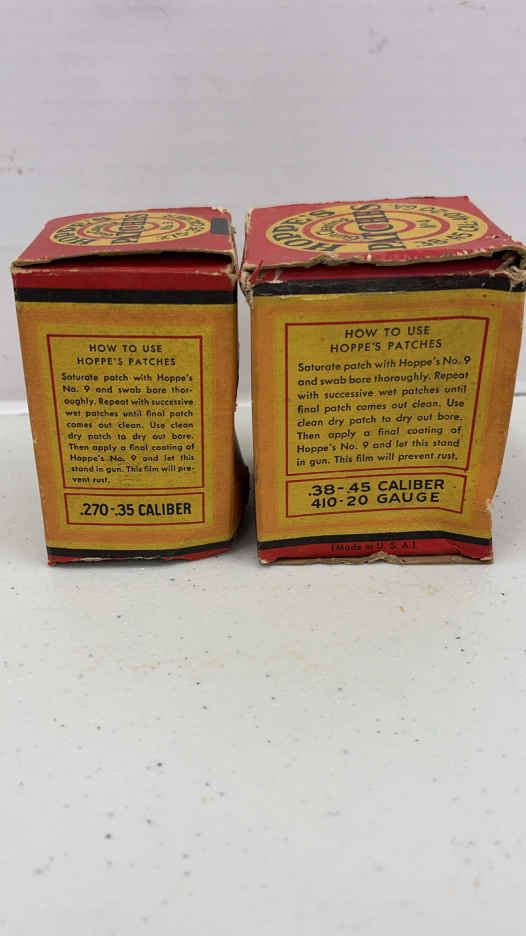 HOPPE'S
PATCHES
HOW TO USE
HOPPE'S PATCHES
Saturate patch with Hoppe's
No. 9 and swab bore thor-
oughly. Repeat with successive
wet patches until final patch
comes out clean. Use clean
dry patch to dry out bore.
Then apply a final coating of
Hoppe's No. 9 and let this
stand in gun. This film will pre-
vent rust.
.270-.35 CALIBER
HOPPE'S
CLEANING
PATCHES
HOW TO USE
HOPPE'S PATCHES
Saturate patch with Hoppe's No. 9
and swab bore thoroughly. Repeat
with successive wet patches until
final patch comes out clean. Use
clean dry patch to dry out bore.
Then apply a final coating of
Hoppe's No. 9 and let this stand
in gun. This film will prevent rust.
.38-.45 CALIBER
410-20 GAUGE
(Made in U. S. A.)